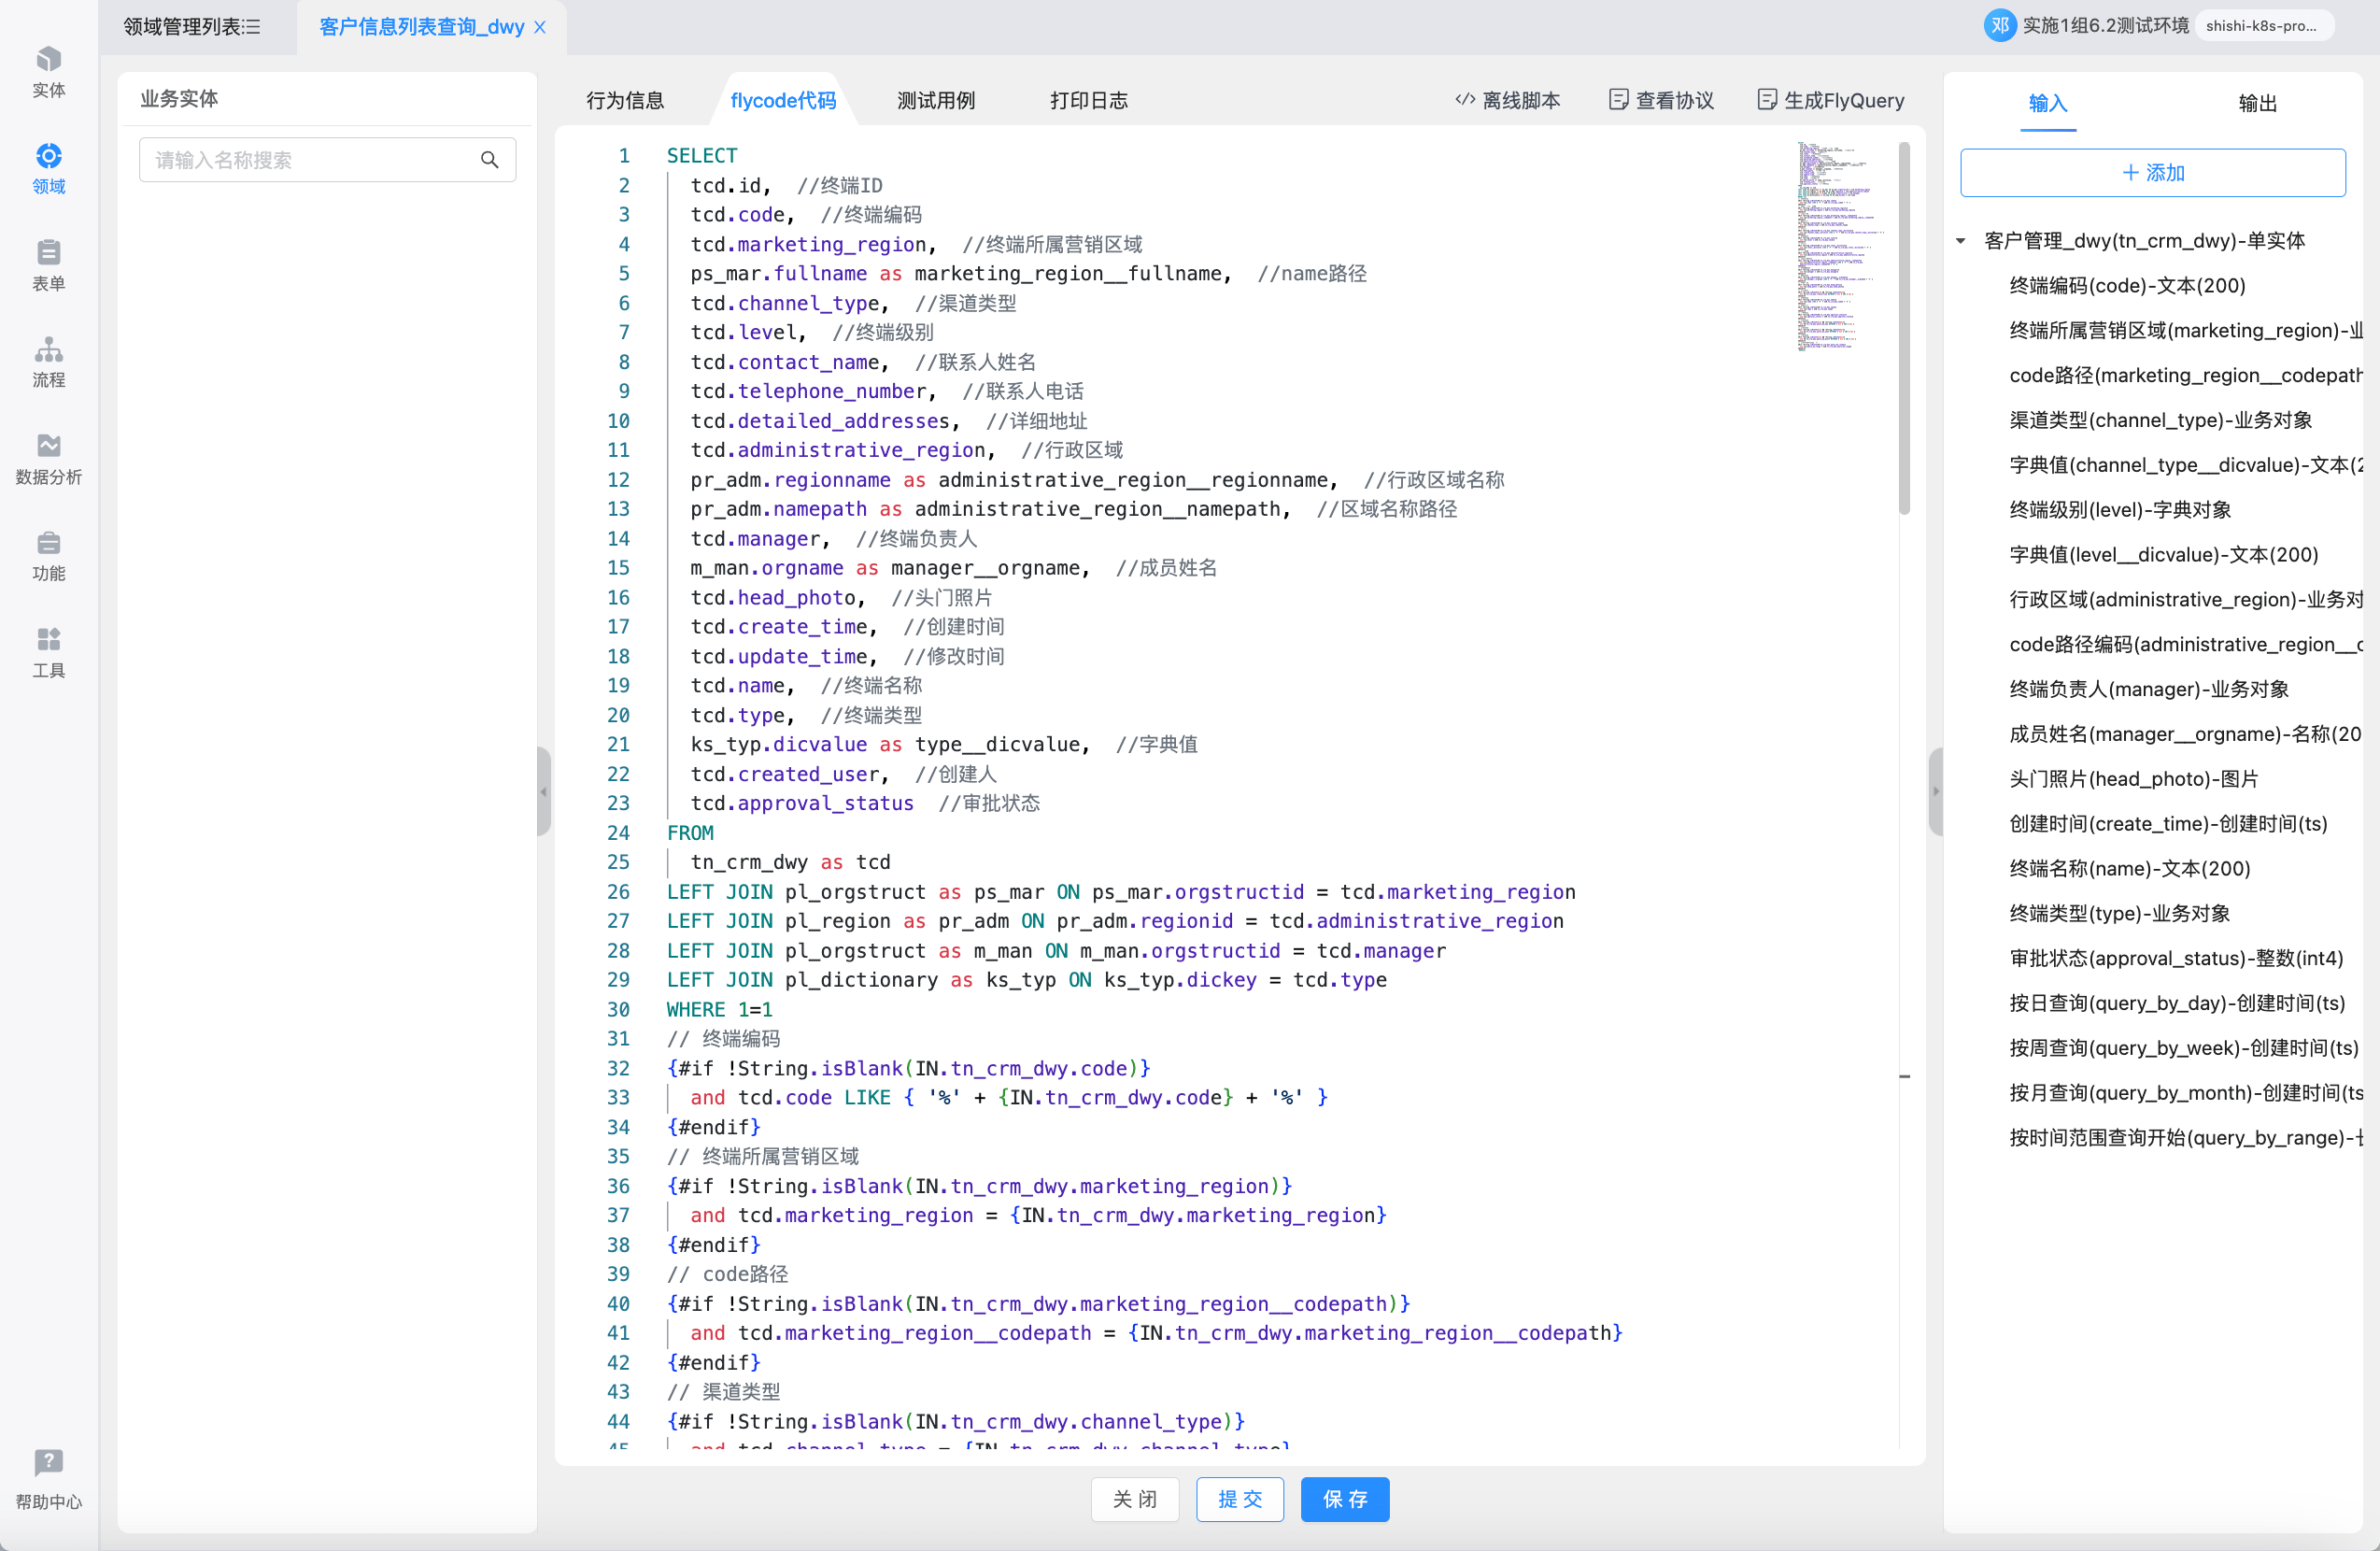 领域管理列表
客户信息列表查询_dwy
邓
实施1组6.2测试环境
shishi-k8s-pro...
实体
领域
表单
流程
数据分析
功能
工具
帮助中心
业务实体
请输入名称搜索
行为信息
flycode代码
测试用例
打印日志
</> 离线脚本
查看协议
生成FlyQuery
1 SELECT
2 tcd.id, //终端ID
3 tcd.code, //终端编码
4 tcd.marketing_region, //终端所属营销区域
5 ps_mar.fullname as marketing_region__fullname, //name路径
6 tcd.channel_type, //渠道类型
7 tcd.level, //终端级别
8 tcd.contact_name, //联系人姓名
9 tcd.telephone_number, //联系人电话
10 tcd.detailed_addresses, //详细地址
11 tcd.administrative_region, //行政区域
12 pr_adm.regionname as administrative_region__regionname, //行政区域名称
13 pr_adm.namepath as administrative_region__namepath, //区域名称路径
14 tcd.manager, //终端负责人
15 m_man.orgname as manager__orgname, //成员姓名
16 tcd.head_photo, //头门照片
17 tcd.create_time, //创建时间
18 tcd.update_time, //修改时间
19 tcd.name, //终端名称
20 tcd.type, //终端类型
21 ks_typ.dicvalue as type__dicvalue, //字典值
22 tcd.created_user, //创建人
23 tcd.approval_status //审批状态
24 FROM
25 tn_crm_dwy as tcd
26 LEFT JOIN pl_orgstruct as ps_mar ON ps_mar.orgstructid = tcd.marketing_region
27 LEFT JOIN pl_region as pr_adm ON pr_adm.regionid = tcd.administrative_region
28 LEFT JOIN pl_orgstruct as m_man ON m_man.orgstructid = tcd.manager
29 LEFT JOIN pl_dictionary as ks_typ ON ks_typ.dickey = tcd.type
30 WHERE 1=1
31 // 终端编码
32 {#if !String.isBlank(IN.tn_crm_dwy.code)}
33 and tcd.code LIKE { '%' + {IN.tn_crm_dwy.code} + '%' }
34 {#endif}
35 // 终端所属营销区域
36 {#if !String.isBlank(IN.tn_crm_dwy.marketing_region)}
37 and tcd.marketing_region = {IN.tn_crm_dwy.marketing_region}
38 {#endif}
39 // code路径
40 {#if !String.isBlank(IN.tn_crm_dwy.marketing_region__codepath)}
41 and tcd.marketing_region__codepath = {IN.tn_crm_dwy.marketing_region__codepath}
42 {#endif}
43 // 渠道类型
44 {#if !String.isBlank(IN.tn_crm_dwy.channel_type)}
45 and tcd.channel_type = {IN.tn_crm_dwy.channel_type}
关 闭
提 交
保 存
输入
输出
添加
客户管理_dwy(tn_crm_dwy)-单实体
终端编码(code)-文本(200)
终端所属营销区域(marketing_region)-业
code路径(marketing_region__codepath
渠道类型(channel_type)-业务对象
字典值(channel_type__dicvalue)-文本(2
终端级别(level)-字典对象
字典值(level__dicvalue)-文本(200)
行政区域(administrative_region)-业务对
code路径编码(administrative_region__c
终端负责人(manager)-业务对象
成员姓名(manager__orgname)-名称(20
头门照片(head_photo)-图片
创建时间(create_time)-创建时间(ts)
终端名称(name)-文本(200)
终端类型(type)-业务对象
审批状态(approval_status)-整数(int4)
按日查询(query_by_day)-创建时间(ts)
按周查询(query_by_week)-创建时间(ts)
按月查询(query_by_month)-创建时间(ts
按时间范围查询开始(query_by_range)-